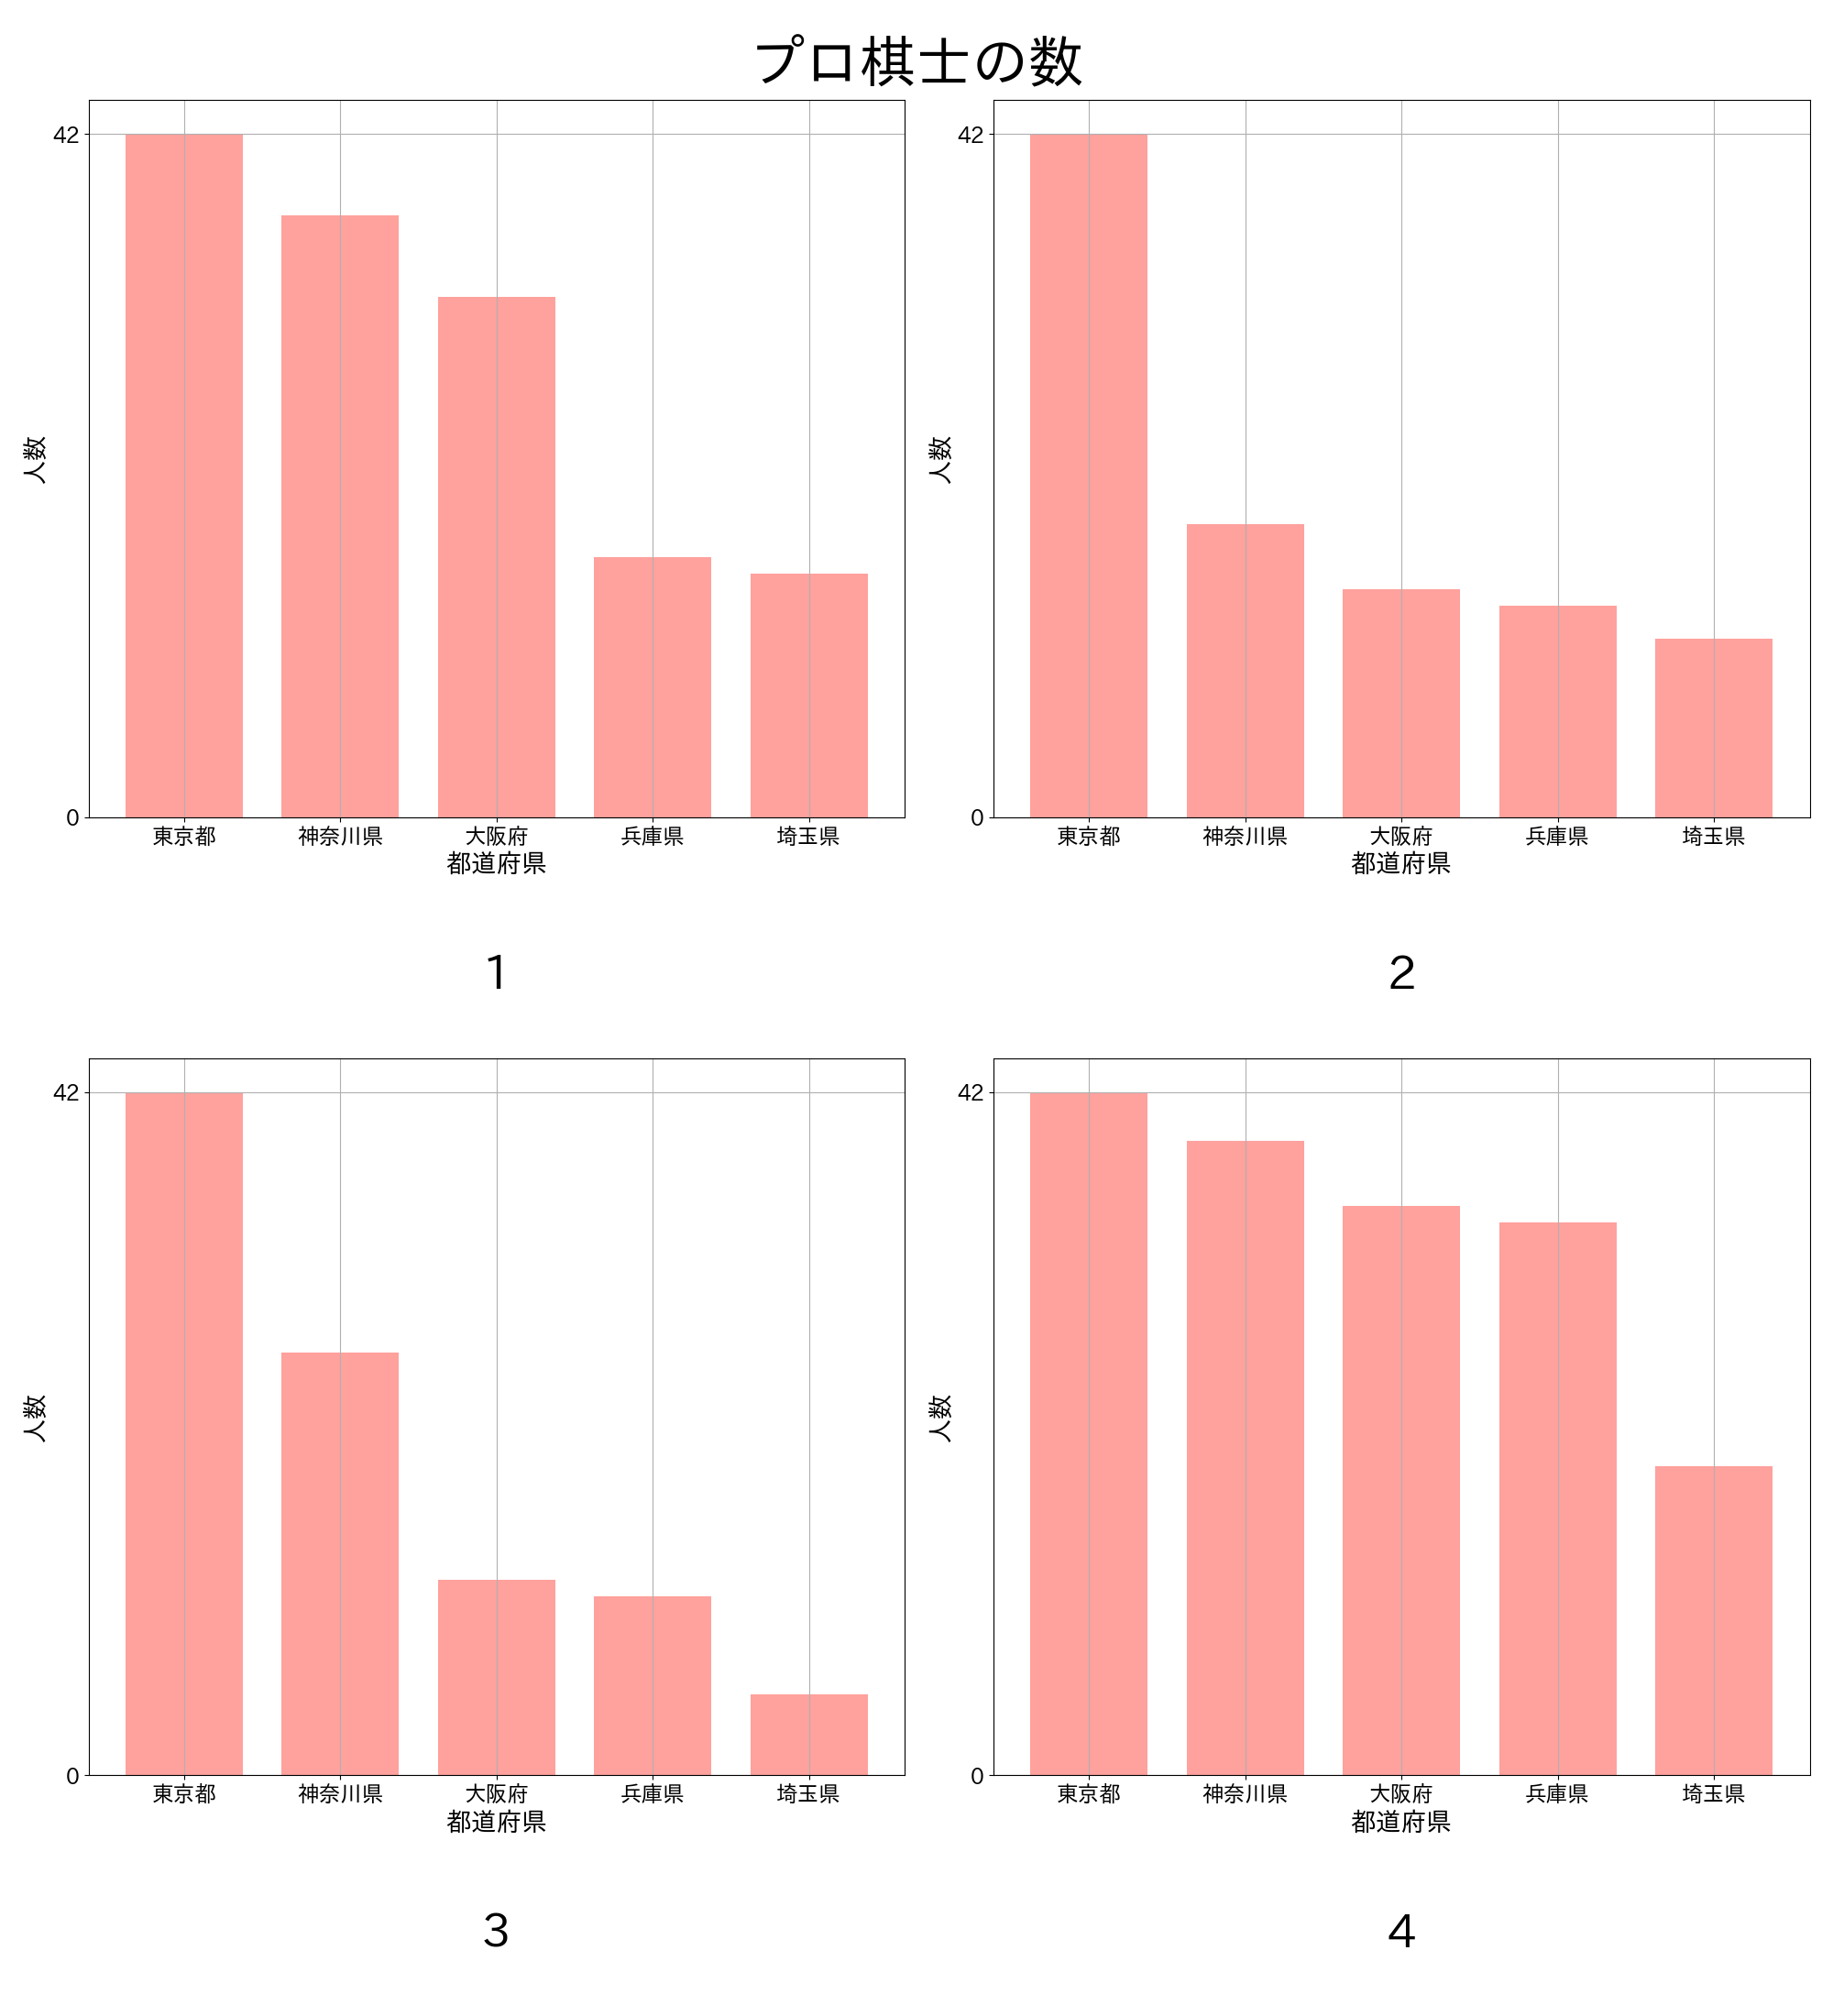 プロ棋士の数
42
0
人数
東京都 神奈川県 大阪府 兵庫県 埼玉県
都道府県
1
42
0
人数
東京都 神奈川県 大阪府 兵庫県 埼玉県
都道府県
2
42
0
人数
東京都 神奈川県 大阪府 兵庫県 埼玉県
都道府県
3
42
0
人数
東京都 神奈川県 大阪府 兵庫県 埼玉県
都道府県
4